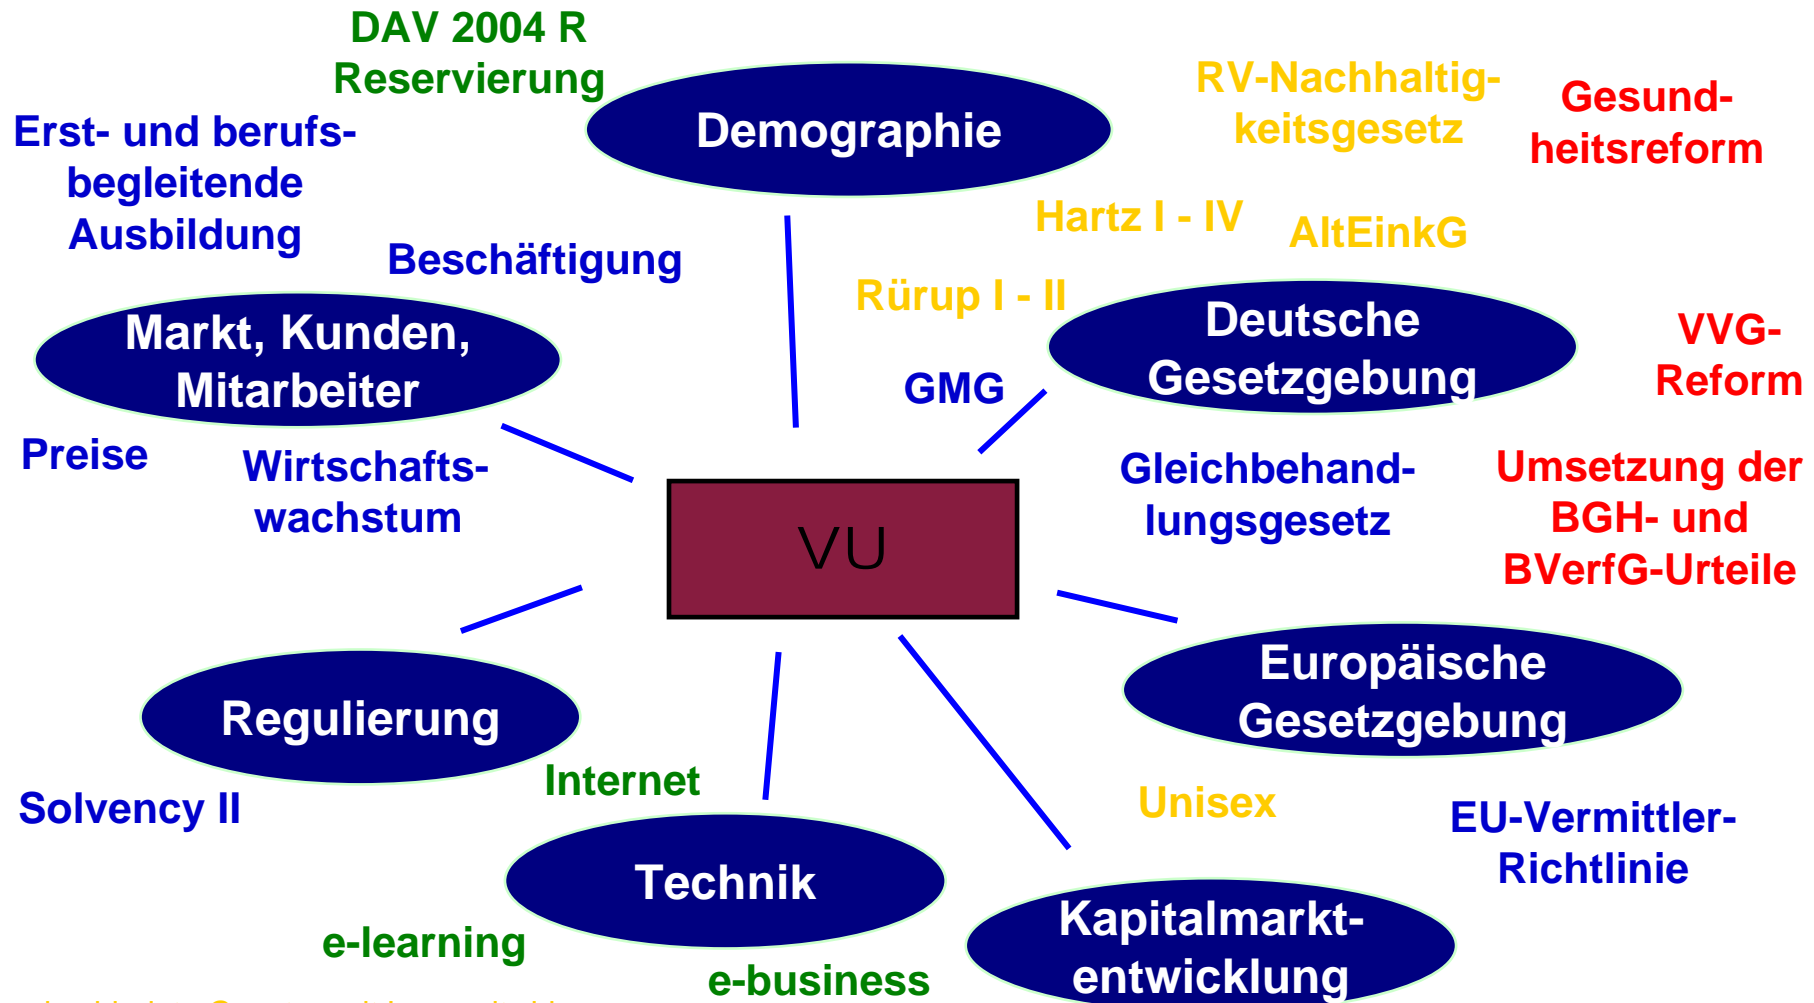 DAV 2004 R
Reservierung
Demographie
RV-Nachhaltig-
keitsgesetz
Gesund-
heitsreform
Erst- und berufs-
begleitende
Ausbildung
Beschäftigung
Hartz I - IV
AltEinkG
Rürup I - II
Markt, Kunden,
Mitarbeiter
Deutsche
Gesetzgebung
VVG-
Reform
GMG
Preise
Wirtschafts-
wachstum
Gleichbehand-
lungsgesetz
Umsetzung der
BGH- und
BVerfG-Urteile
VU
Europäische
Gesetzgebung
Regulierung
Internet
Solvency II
Unisex
EU-Vermittler-
Richtlinie
Technik
Kapitalmarkt-
entwicklung
e-learning
e-business